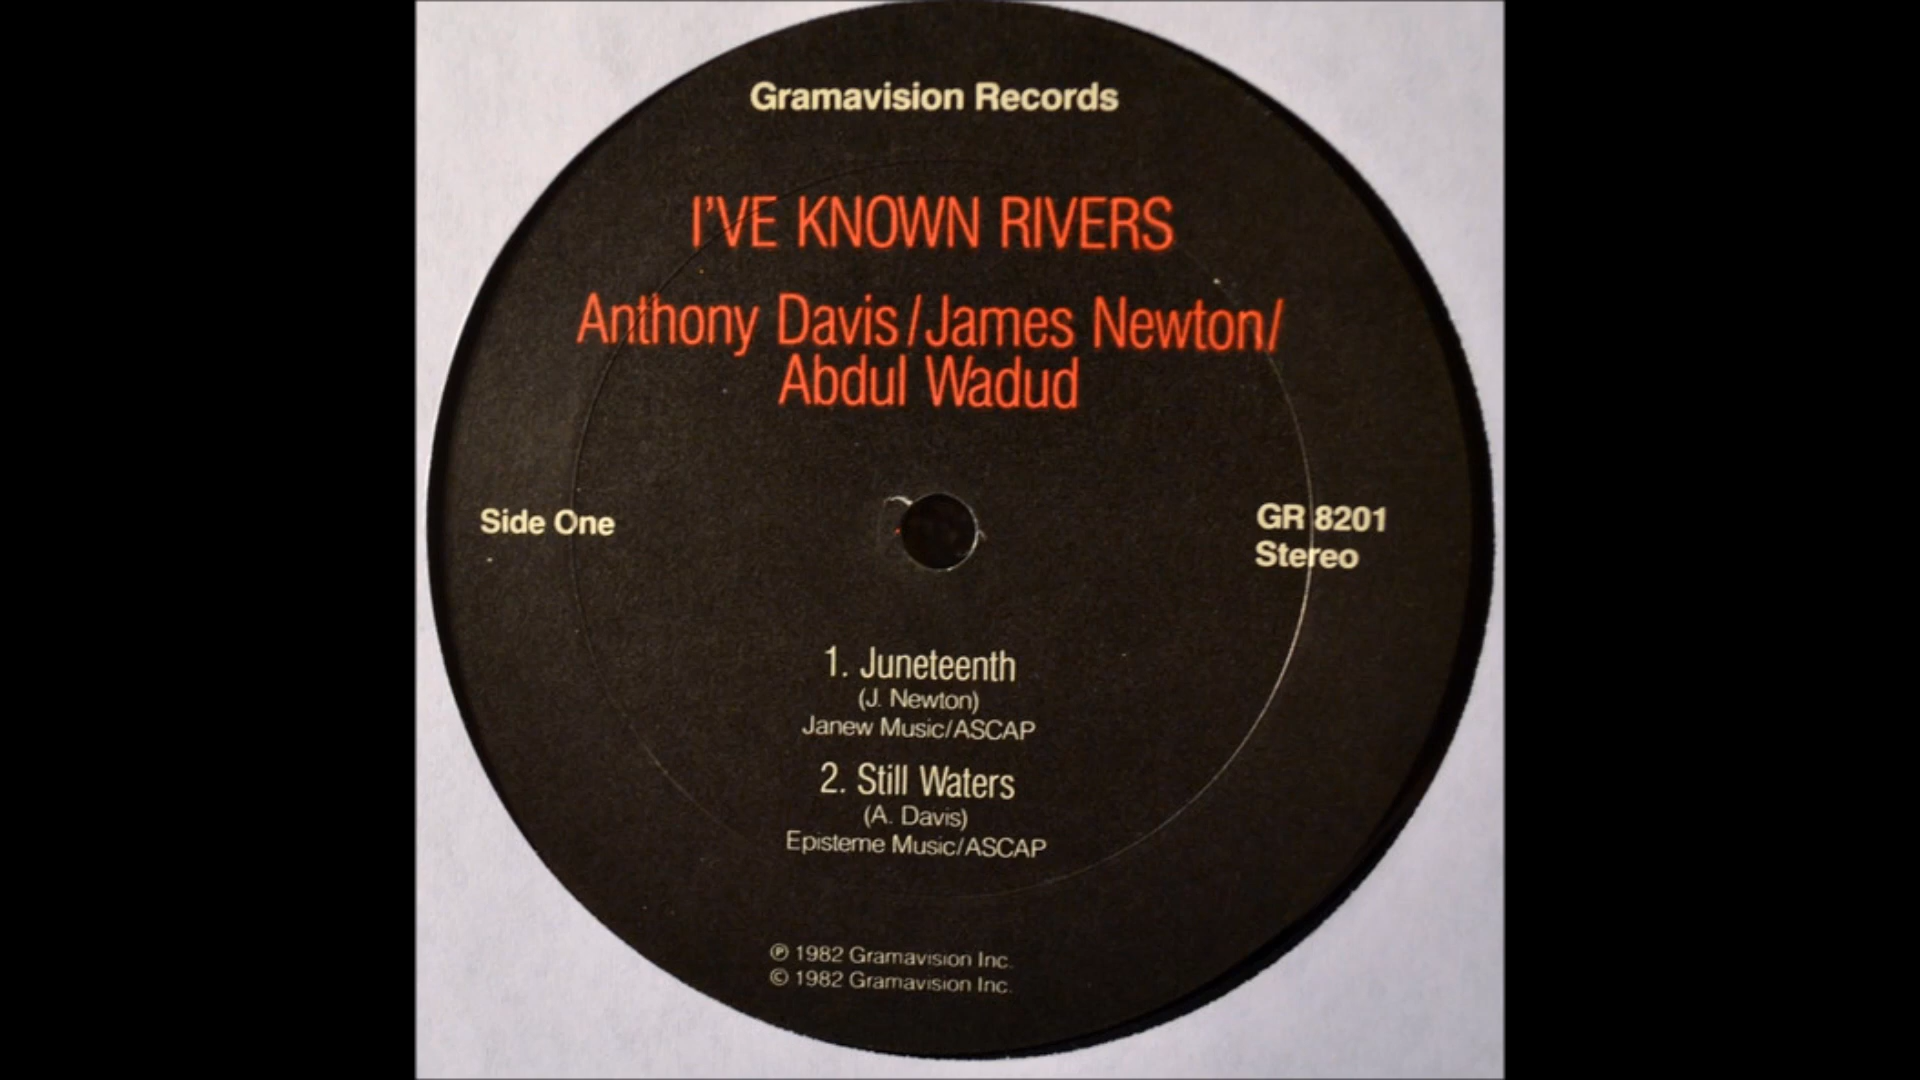 Gramavision Records
I'VE KNOWN RIVERS
Anthony Davis/James Newton/
Abdul Wadud
Side One
GR 8201
Stereo
1. Juneteenth
(J. Newton)
Janew Music/ASCAP
2. Still Waters
(A. Davis)
Episteme Music/ASCAP
℗ 1982 Gramavision Inc.
© 1982 Gramavision Inc.